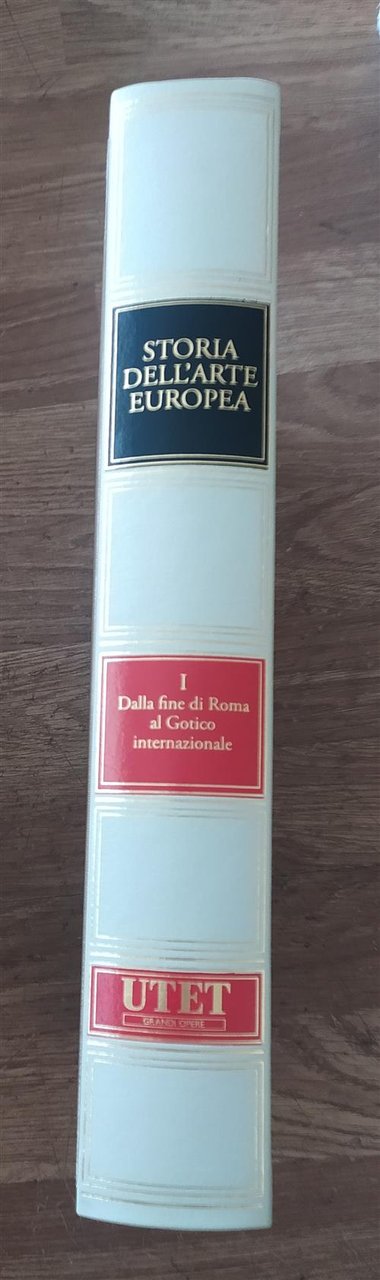 STORIA
DELL'ARTE
EUROPEA
I
Dalla fine di Roma
al Gotico
internazionale
UTET
GRANDI OPERE